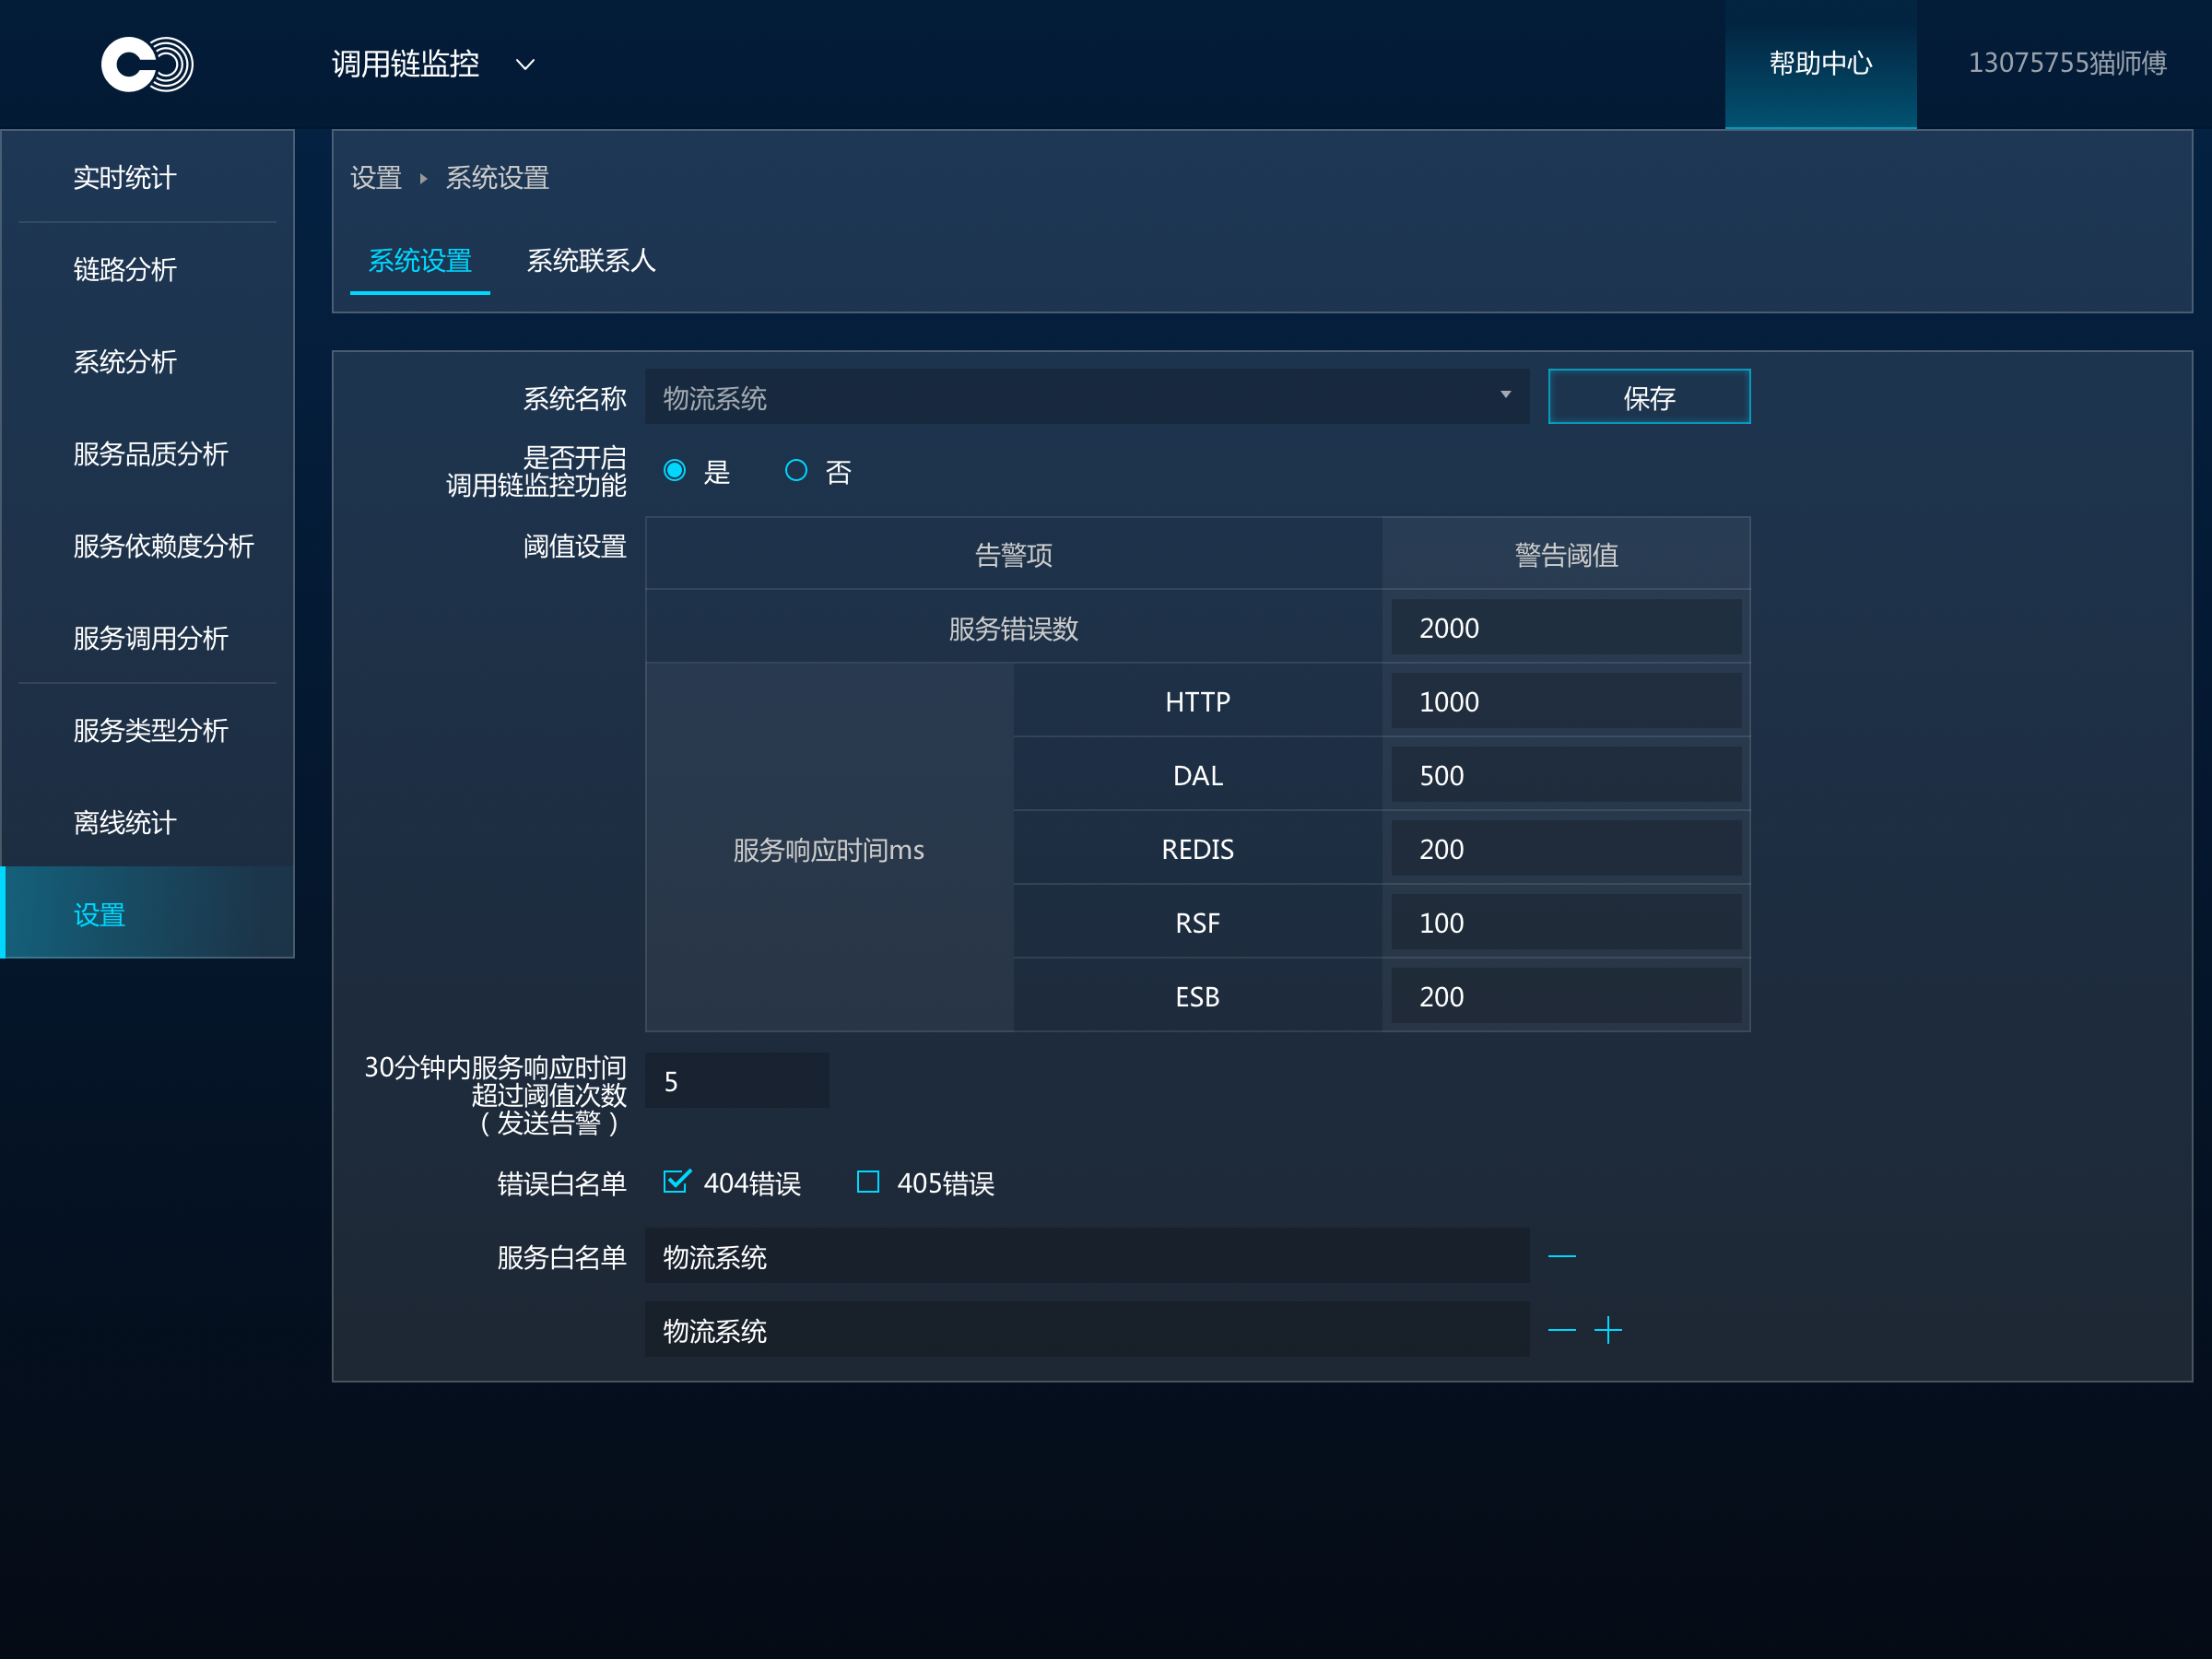 调用链监控
帮助中心
13075755猫师傅
实时统计
链路分析
系统分析
服务品质分析
服务依赖度分析
服务调用分析
服务类型分析
离线统计
设置
设置 系统设置
系统设置 系统联系人
系统名称 物流系统 保存
是否开启
调用链监控功能
是 否
阈值设置
告警项 警告阈值
服务错误数 2000
服务响应时间ms
HTTP 1000
DAL 500
REDIS 200
RSF 100
ESB 200
30分钟内服务响应时间
超过阈值次数
（发送告警）
5
错误白名单 404错误 405错误
服务白名单 物流系统
物流系统